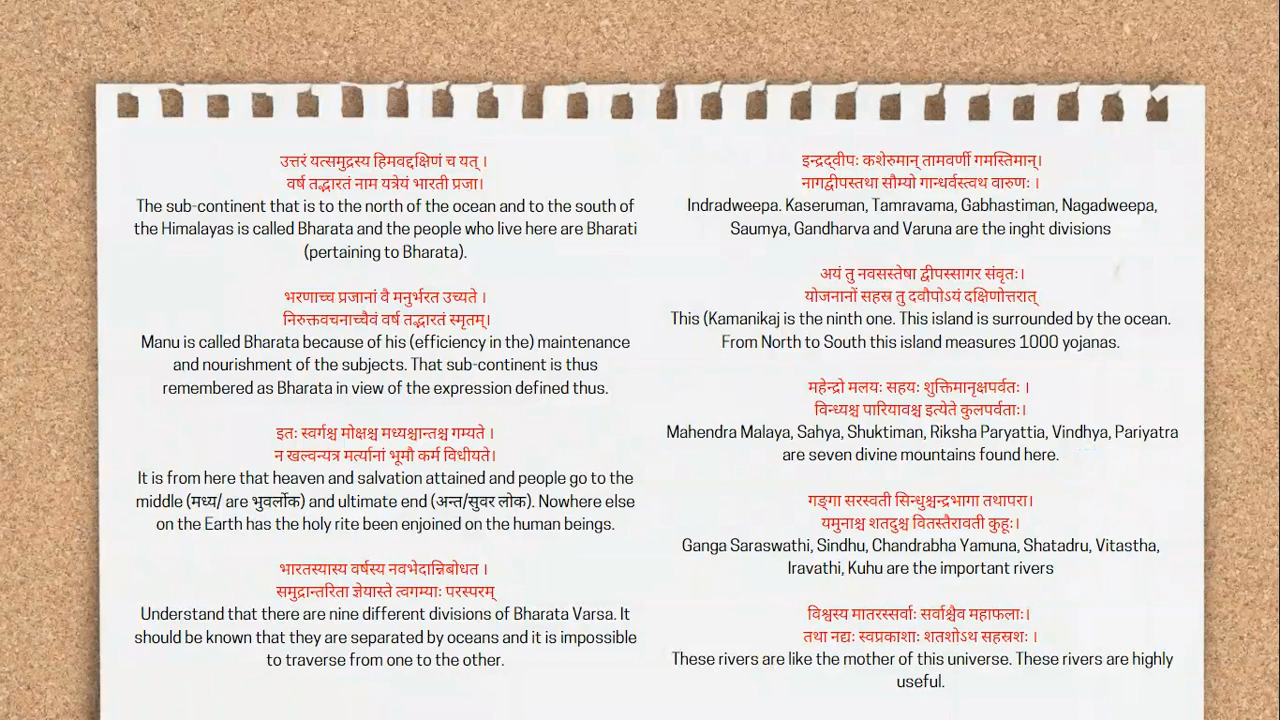 उत्तरं यत्समुद्रस्य हिमवद्दक्षिणं च यत् ।
वर्ष तद्भारतं नाम यत्रेयं भारती प्रजा।
The sub-continent that is to the north of the ocean and to the south of
the Himalayas is called Bharata and the people who live here are Bharati
(pertaining to Bharata).
भरणाच्च प्रजानां वै मनुर्भरत उच्यते ।
निरुक्तवचनाच्चैवं वर्ष तद्भारतं स्मृतम्।
Manu is called Bharata because of his (efficiency in the) maintenance
and nourishment of the subjects. That sub-continent is thus
remembered as Bharata in view of the expression defined thus.
इतः स्वर्गश्च मोक्षश्च मध्यश्चान्तश्च गम्यते ।
न खल्वन्यत्र मर्त्यानां भूमौ कर्म विधीयते।
It is from here that heaven and salvation attained and people go to the
middle (मध्य/ are भुवर्लोक) and ultimate end (अन्त/सुवर लोक). Nowhere else
on the Earth has the holy rite been enjoined on the human beings.
भारतस्यास्य वर्षस्य नवभेदान्निबोधत ।
समुद्रान्तरिता ज्ञेयास्ते त्वगम्याः परस्परम्
Understand that there are nine different divisions of Bharata Varsa. It
should be known that they are separated by oceans and it is impossible
to traverse from one to the other.
इन्द्रद्वीपः कशेरुमान् तामवर्णी गमस्तिमान्।
नागद्वीपस्तथा सौम्यो गान्धर्वस्त्वथ वारुणः ।
Indradweepa. Kaseruman, Tamravama, Gabhastiman, Nagadweepa,
Saumya, Gandharva and Varuna are the inght divisions
अयं तु नवसस्तेषा द्वीपस्सागर संवृतः।
योजनानों सहस्र तु दवौपोऽयं दक्षिणोत्तरात्
This (Kamanikaj is the ninth one. This island is surrounded by the ocean.
From North to South this island measures 1000 yojanas.
महेन्द्रो मलयः सहयः शुक्तिमानृक्षपर्वतः ।
विन्ध्यश्च पारियावश्च इत्येते कुलपर्वताः।
Mahendra Malaya, Sahya, Shuktiman, Riksha Paryattia, Vindhya, Pariyatra
are seven divine mountains found here.
गङ्गा सरस्वती सिन्धुश्चन्द्रभागा तथापरा।
यमुनाश्च शतदुश्च वितस्तैरावती कुहूः।
Ganga Saraswathi, Sindhu, Chandrabha Yamuna, Shatadru, Vitastha,
Iravathi, Kuhu are the important rivers
विश्वस्य मातरस्सर्वाः सर्वाश्चैव महाफलाः।
तथा नद्यः स्वप्रकाशाः शतशोऽथ सहस्रशः ।
These rivers are like the mother of this universe. These rivers are highly
useful.